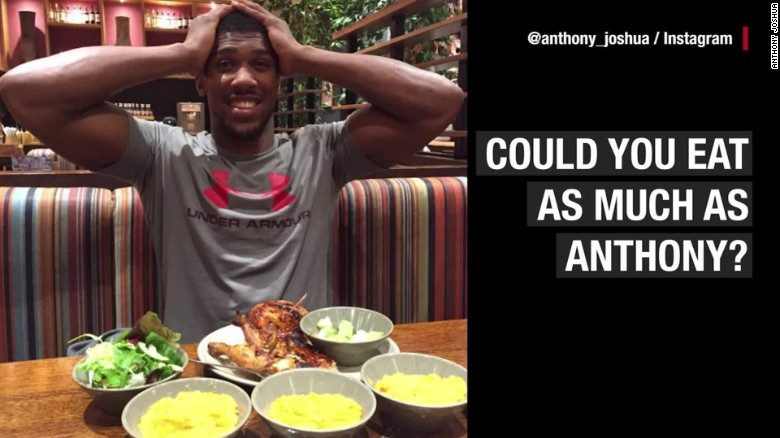 @anthony_joshua / Instagram
ANTHONY JOSHUA
COULD YOU EAT
AS MUCH AS
ANTHONY?
UNDER ARMOUR